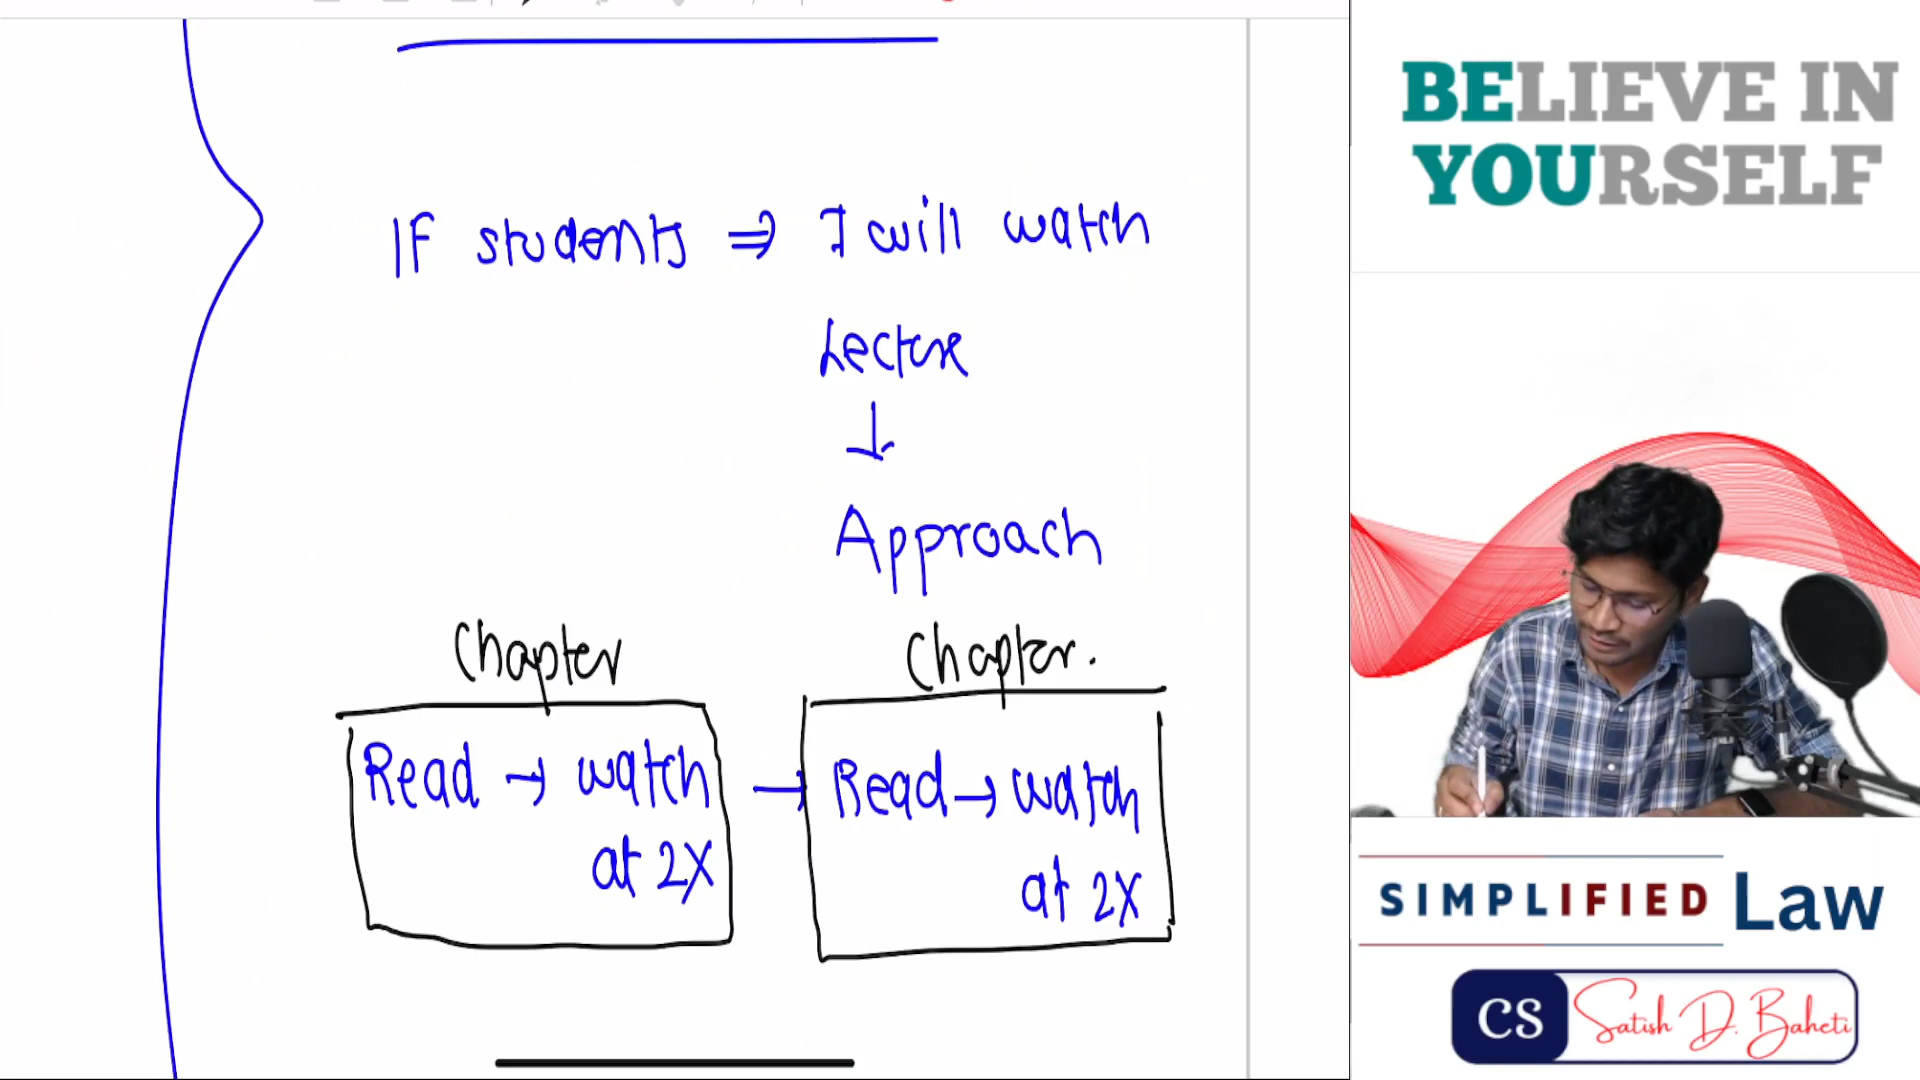 IF students ⇒ I will watch
Lecture
↓
Approach
Chapter
Read → watch
at 2X
→
Chapter.
Read → watch
at 2X
BELIEVE IN
YOURSELF
SIMPLIFIED Law
CS Satish D. Baheti